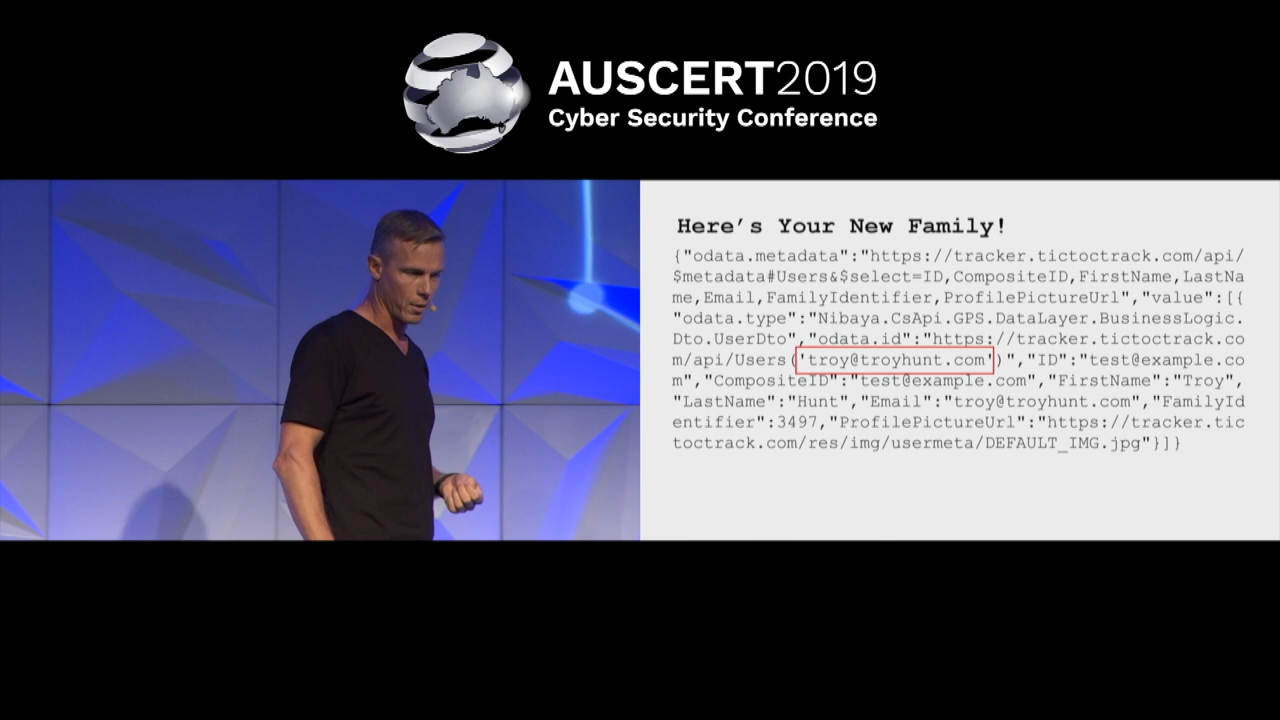 AUSCERT2019
Cyber Security Conference
Here’s Your New Family!
{"odata.metadata":"https://tracker.tictoctrack.com/api/
$metadata#Users&$select=ID,CompositeID,FirstName,LastNa
me,Email,FamilyIdentifier,ProfilePictureUrl","value":[{
"odata.type":"Nibaya.CsApi.GPS.DataLayer.BusinessLogic.
Dto.UserDto","odata.id":"https://tracker.tictoctrack.co
m/api/Users('troy@troyhunt.com')","ID":"test@example.co
m","CompositeID":"test@example.com","FirstName":"Troy",
"LastName":"Hunt","Email":"troy@troyhunt.com","FamilyId
entifier":3497,"ProfilePictureUrl":"https://tracker.tic
toctrack.com/res/img/usermeta/DEFAULT_IMG.jpg"}]}